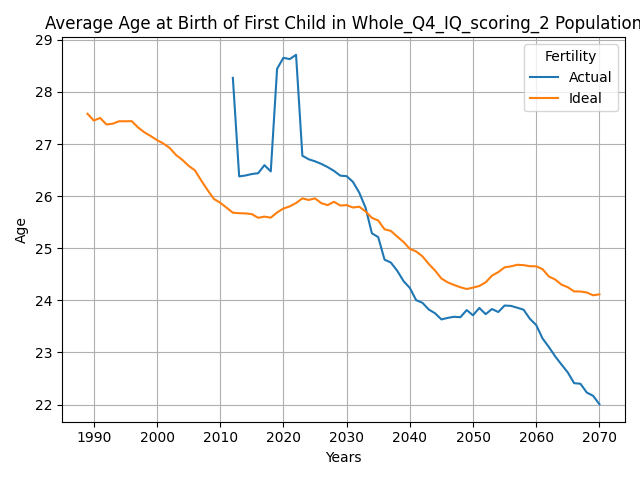 Average Age at Birth of First Child in Whole_Q4_IQ_scoring_2 Population
29
28
27
26
25
24
23
22
Age
Fertility
Actual
Ideal
1990 2000 2010 2020 2030 2040 2050 2060 2070
Years